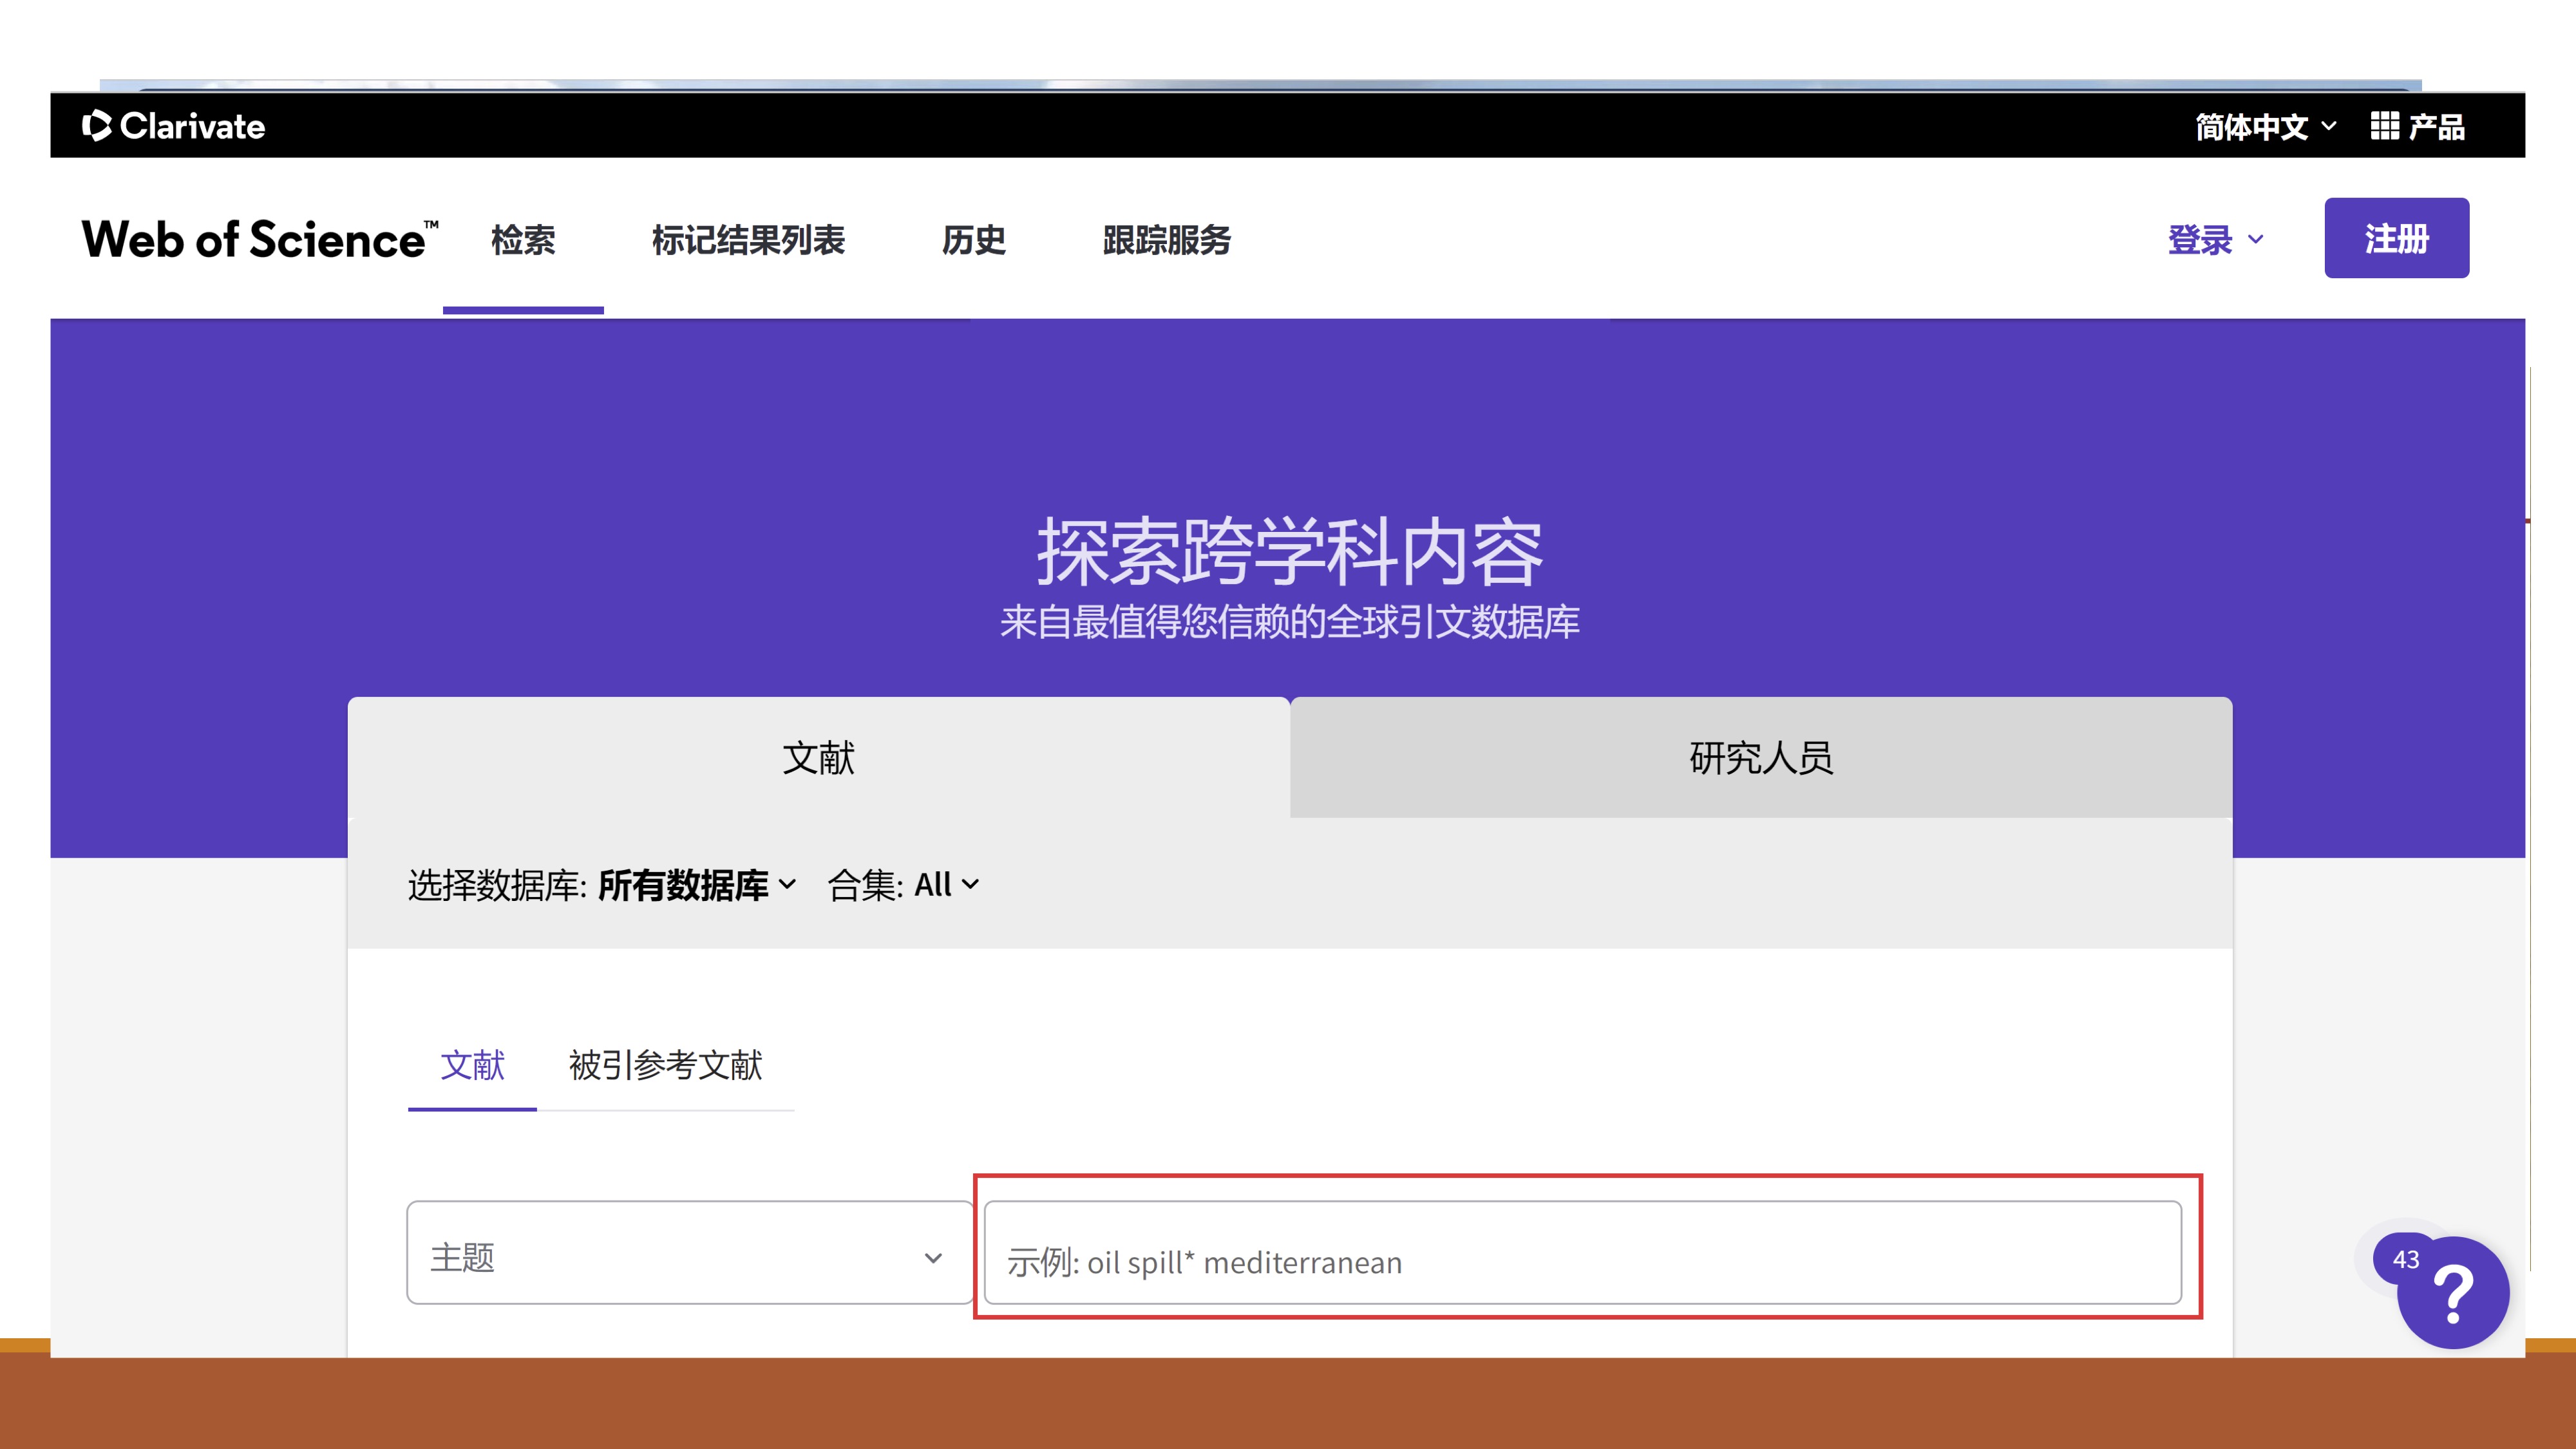 Clarivate
简体中文 产品
Web of Science™ 检索 标记结果列表 历史 跟踪服务 登录 注册
探索跨学科内容
来自最值得您信赖的全球引文数据库
文献 研究人员
选择数据库: 所有数据库 合集: All
文献 被引参考文献
主题 示例: oil spill* mediterranean
43 ?